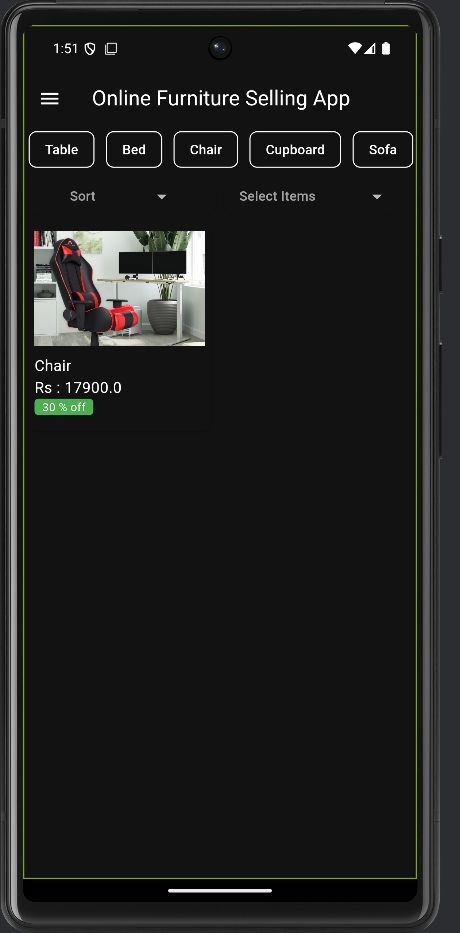 1:51
Online Furniture Selling App
Table Bed Chair Cupboard Sofa
Sort Select Items
Chair
Rs : 17900.0
30 % off